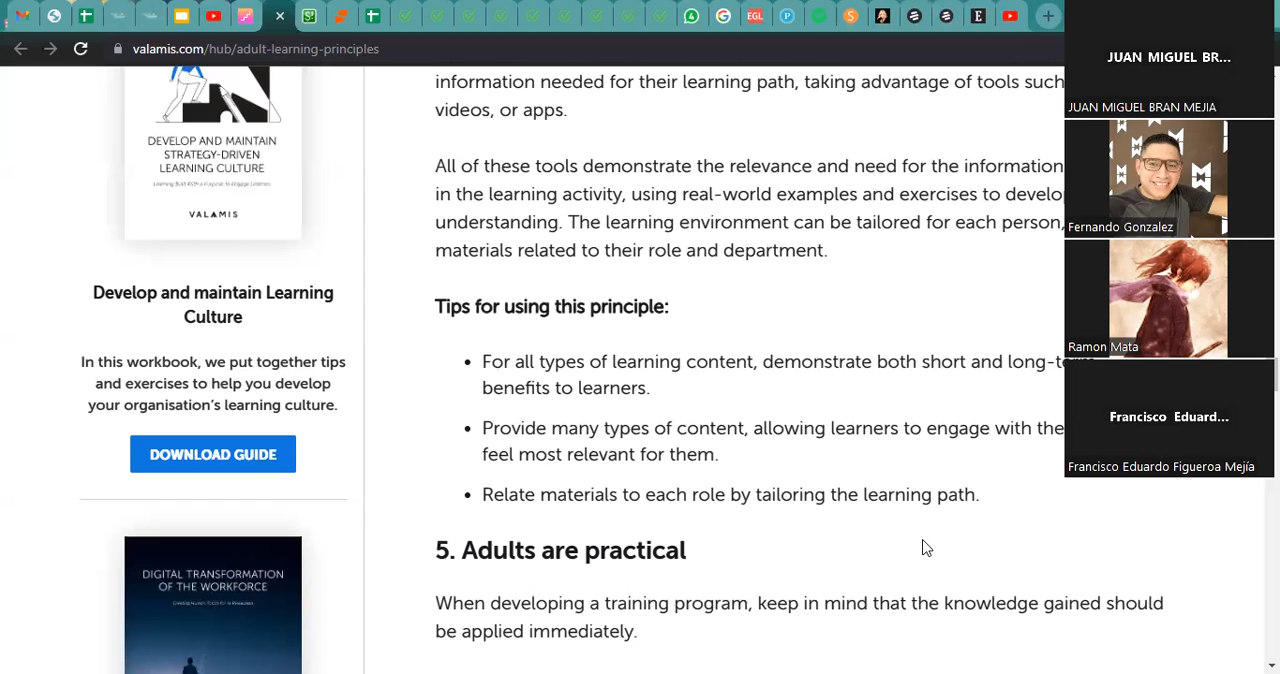 valamis.com/hub/adult-learning-principles
DEVELOP AND MAINTAIN
STRATEGY-DRIVEN
LEARNING CULTURE
VALAMIS
Develop and maintain Learning
Culture
In this workbook, we put together tips
and exercises to help you develop
your organisation's learning culture.
DOWNLOAD GUIDE
DIGITAL TRANSFORMATION
OF THE WORKFORCE
information needed for their learning path, taking advantage of tools such
videos, or apps.
All of these tools demonstrate the relevance and need for the information
in the learning activity, using real-world examples and exercises to develop
understanding. The learning environment can be tailored for each person,
materials related to their role and department.
Tips for using this principle:
• For all types of learning content, demonstrate both short and long-term
benefits to learners.
• Provide many types of content, allowing learners to engage with the
feel most relevant for them.
• Relate materials to each role by tailoring the learning path.
5. Adults are practical
When developing a training program, keep in mind that the knowledge gained should
be applied immediately.
JUAN MIGUEL BR...
JUAN MIGUEL BRAN MEJIA
Fernando Gonzalez
Ramon Mata
Francisco Eduard...
Francisco Eduardo Figueroa Mejía